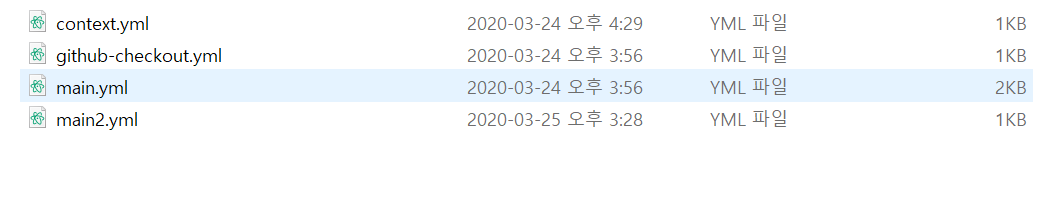 context.yml 2020-03-24 오후 4:29 YML 파일 1KB
github-checkout.yml 2020-03-24 오후 3:56 YML 파일 1KB
main.yml 2020-03-24 오후 3:56 YML 파일 2KB
main2.yml 2020-03-25 오후 3:28 YML 파일 1KB